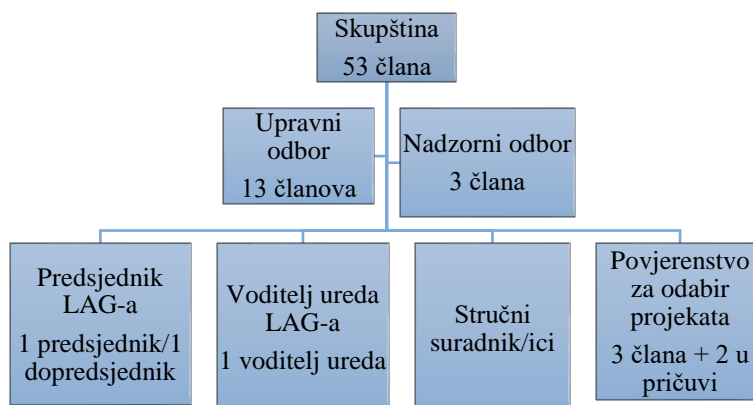 Skupština
53 člana
Upravni
odbor
13 članova
Nadzorni odbor
3 člana
Predsjednik
LAG-a
1 predsjednik/1
dopredsjednik
Voditelj ureda
LAG-a
1 voditelj ureda
Stručni
suradnik/ici
Povjerenstvo
za odabir
projekata
3 člana + 2 u
pričuvi